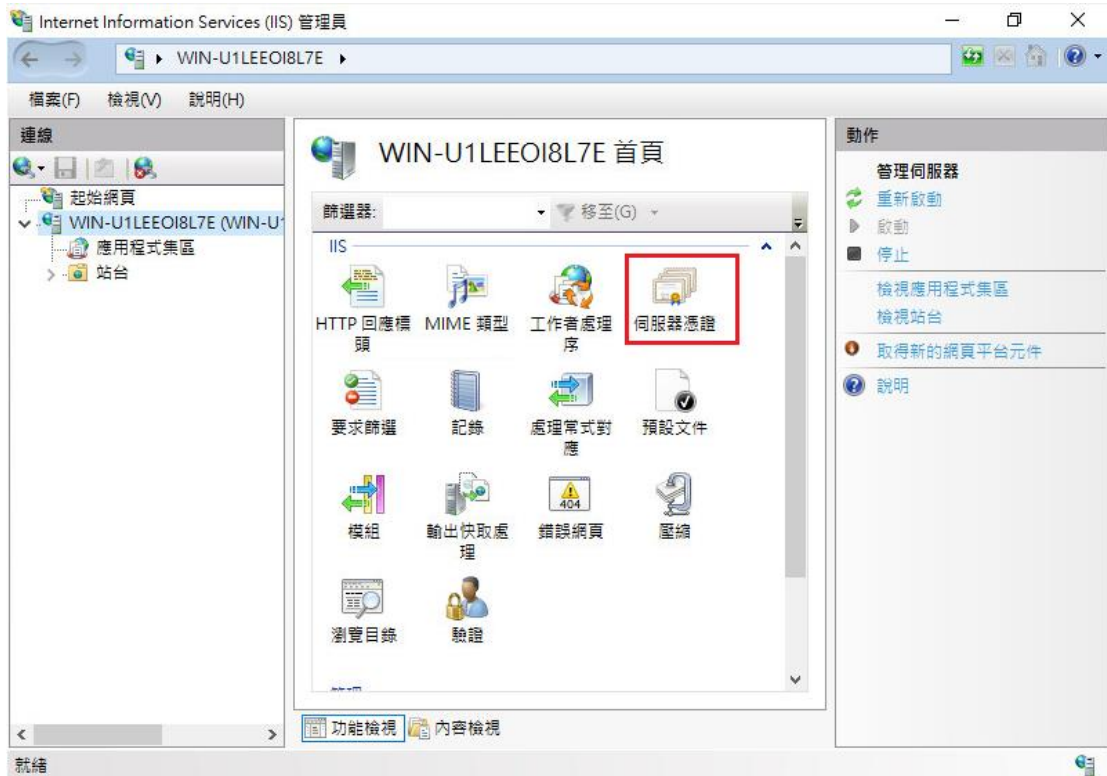 Internet Information Services (IIS) 管理員
WIN-U1LEEOI8L7E
檔案(F) 檢視(V) 說明(H)
連線
起始網頁
WIN-U1LEEOI8L7E (WIN-U1
應用程式集區
站台
WIN-U1LEEOI8L7E 首頁
篩選器: 移至(G)
IIS
HTTP 回應標
頭
MIME 類型
工作者處理
序
伺服器憑證
要求篩選
記錄
處理常式對
應
預設文件
模組
輸出快取處
理
404
錯誤網頁
壓縮
瀏覽目錄
驗證
功能檢視 內容檢視
動作
管理伺服器
重新啟動
啟動
停止
檢視應用程式集區
檢視站台
取得新的網頁平台元件
說明
就緒